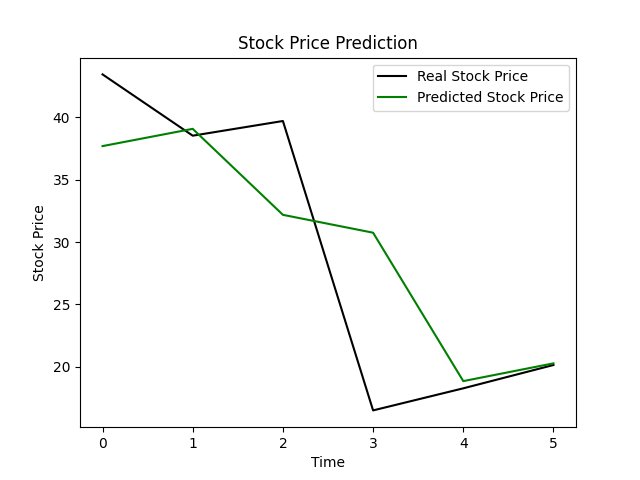 Stock Price Prediction
Real Stock Price
Predicted Stock Price
Stock Price
40
35
30
25
20
0 1 2 3 4 5
Time